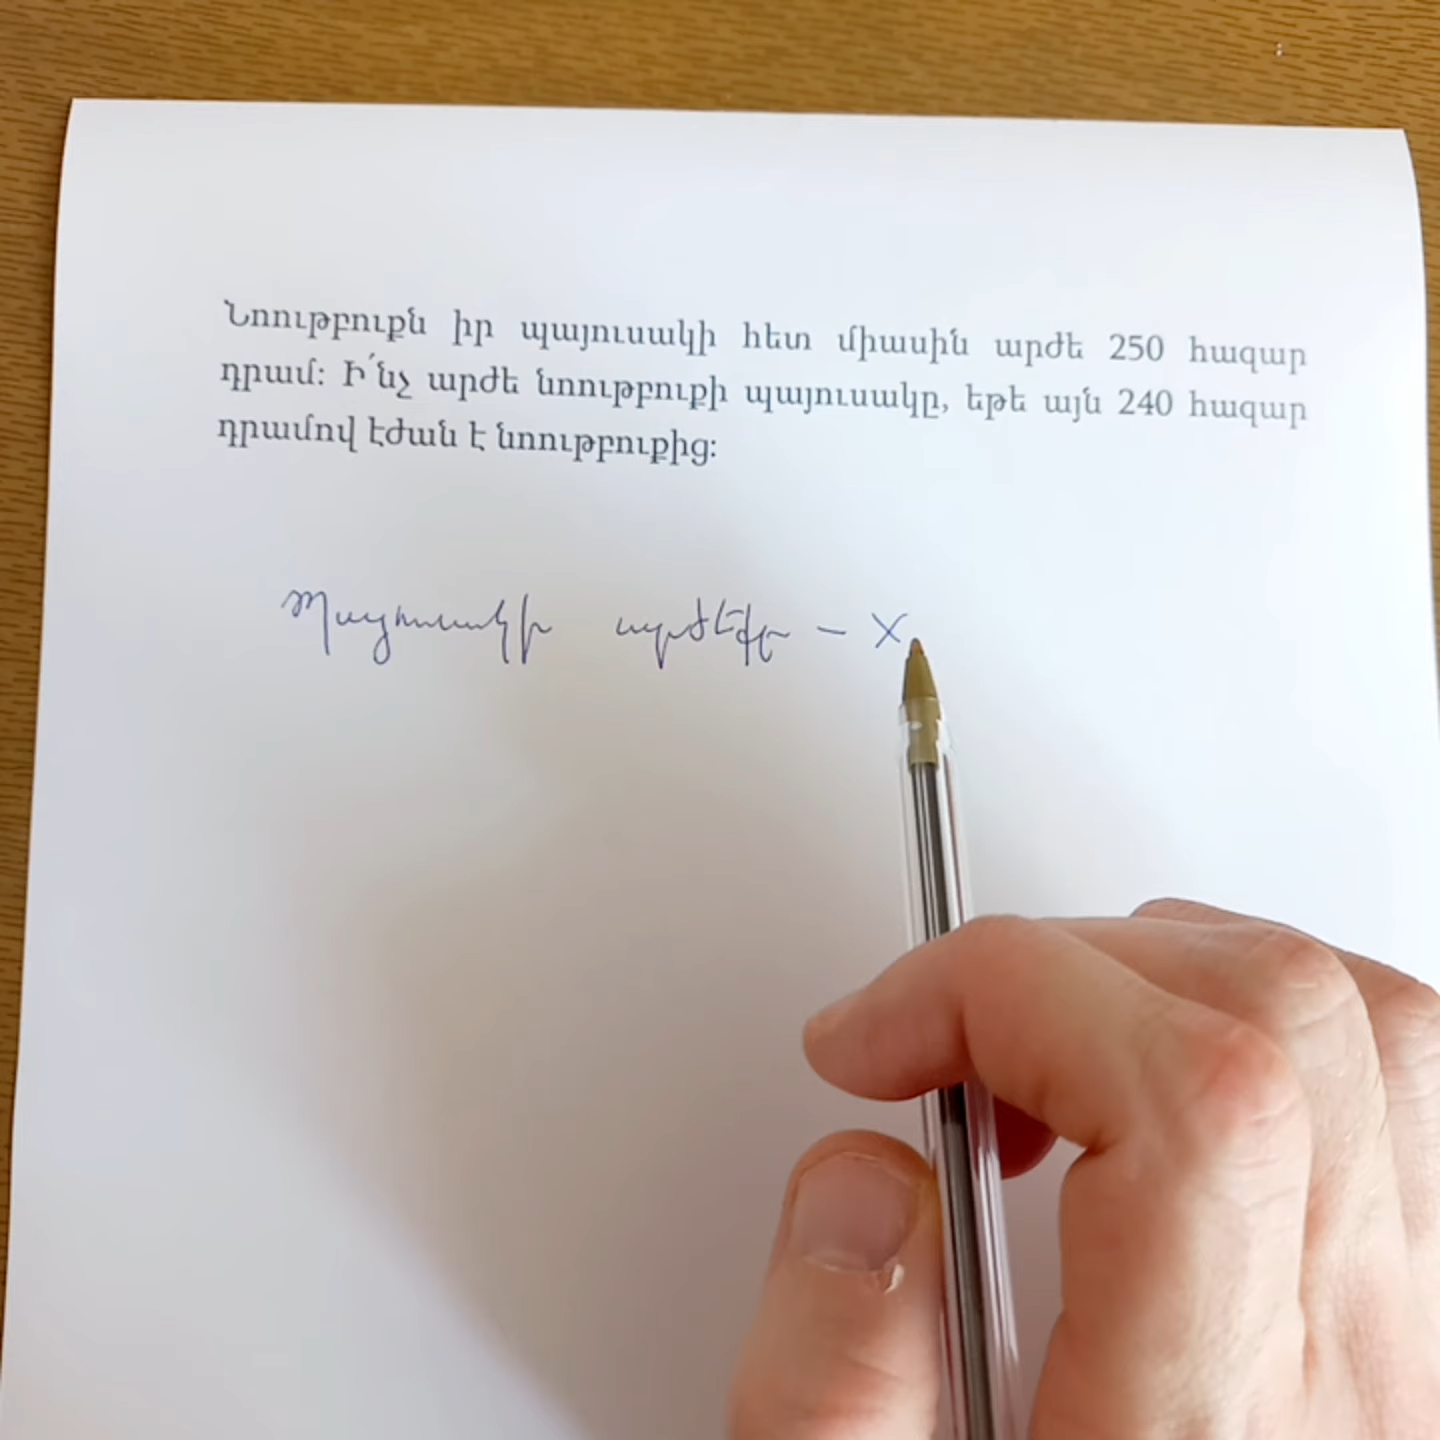 Նոութբուքն իր պայուսակի հետ միասին արժե 250 հազար
դրամ: Ի՛նչ արժե նոութբուքի պայուսակը, եթե այն 240 հազար
դրամով էժան է նոութբուքից:
Պայուսակի արժեքը – X